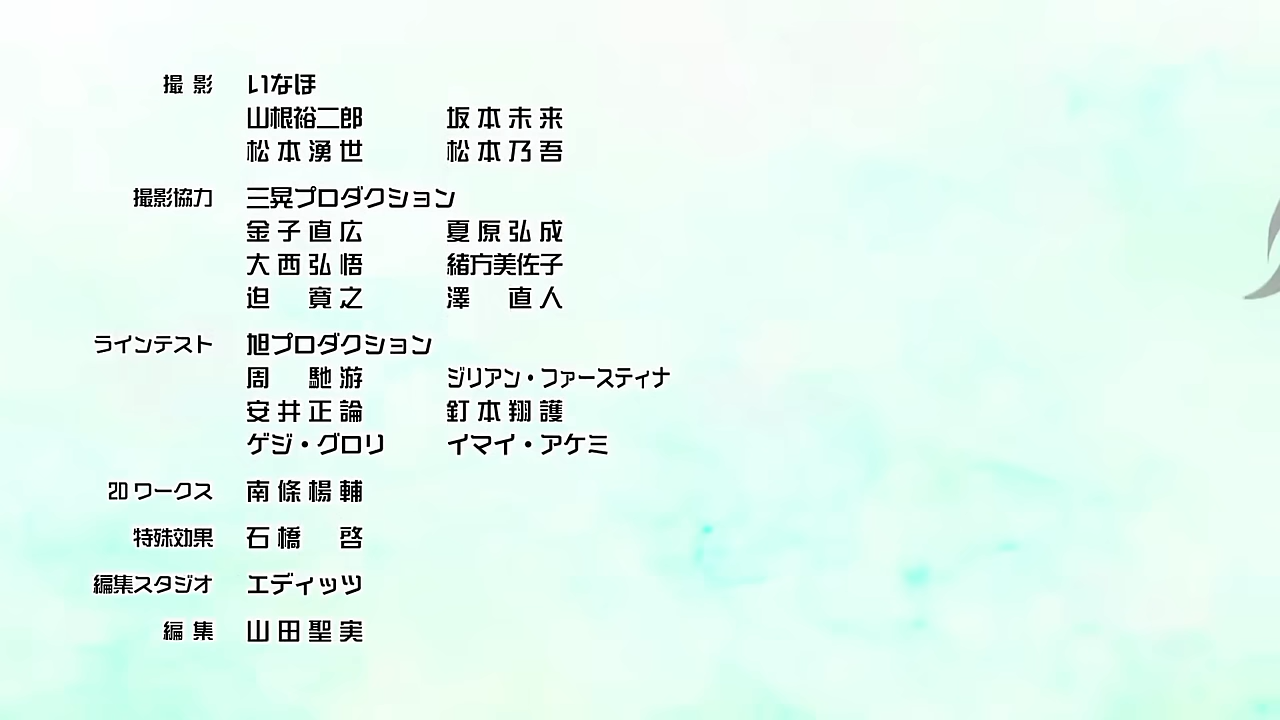 撮影 いなほ
山根裕二郎 坂本未来
松本湧世 松本乃吾
撮影協力 三晃プロダクション
金子直広 夏原弘成
大西弘悟 緒方美佐子
迫 寛之 澤 直人
ラインテスト 旭プロダクション
周 馳游 ジリアン・ファースティナ
安井正論 釘本翔護
ゲジ・グロリ イマイ・アケミ
2Dワークス 南條楊輔
特殊効果 石橋 啓
編集スタジオ エディッツ
編集 山田聖実